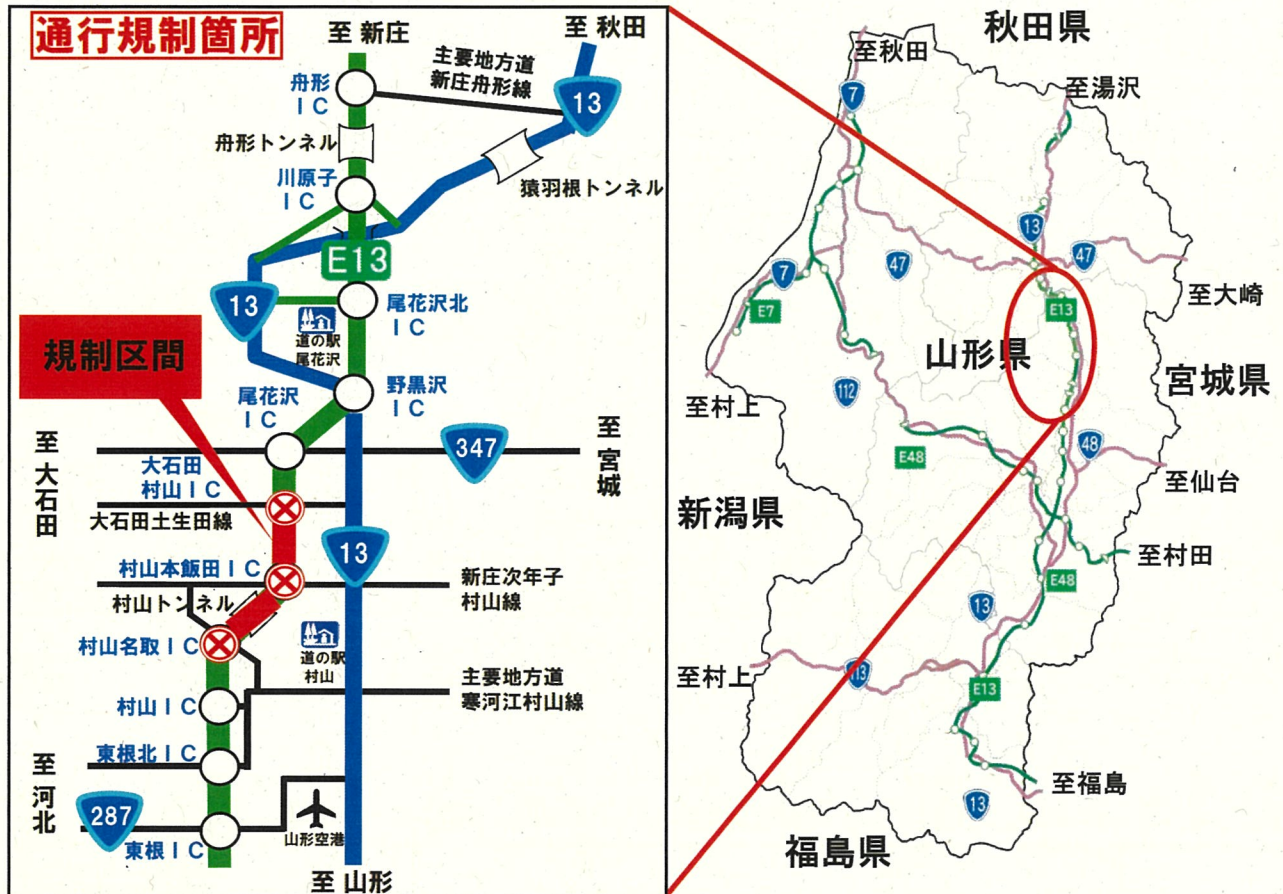 通行規制箇所
至 新庄
至 秋田
主要地方道
新庄舟形線
舟形
IC
13
舟形トンネル
猿羽根トンネル
川原子
IC
E13
13
尾花沢北
IC
道の駅
尾花沢
規制区間
尾花沢
IC
野黒沢
IC
至 大石田
347
至 宮城
大石田
村山IC
大石田土生田線
13
村山本飯田IC
新庄次年子
村山線
村山トンネル
村山名取IC
道の駅
村山
主要地方道
寒河江村山線
村山IC
東根北IC
至 河北
287
東根IC
山形空港
至 山形
秋田県
至秋田
至湯沢
7
13
47
47
7
至大崎
E7
E13
山形県
宮城県
至村上
112
48
E48
至仙台
新潟県
至村田
E48
13
至村上
113
E13
至福島
13
福島県